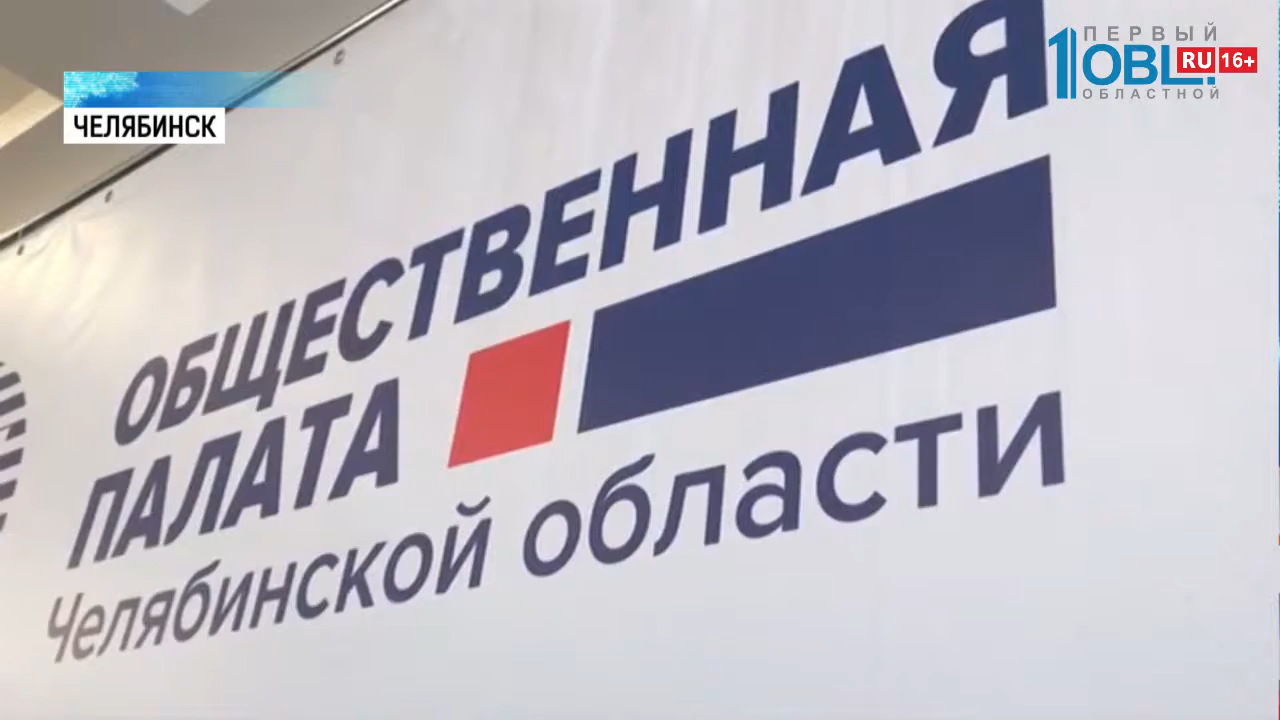 ПЕРВЫЙ
1OBL.RU 16+
ОБЛАСТНОЙ
ЧЕЛЯБИНСК
ОБЩЕСТВЕННАЯ
ПАЛАТА
Челябинской области